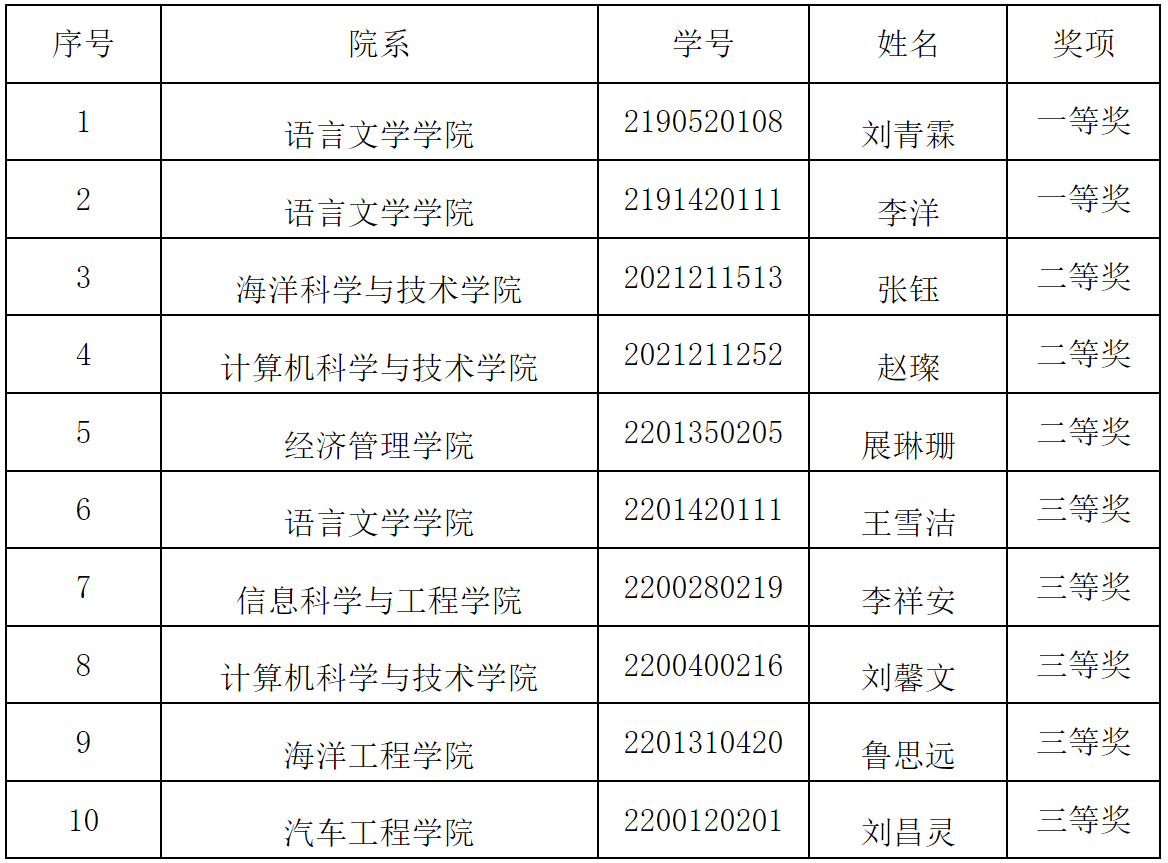 序号 院系 学号 姓名 奖项
1 语言文学学院 2190520108 刘青霖 一等奖
2 语言文学学院 2191420111 李洋 一等奖
3 海洋科学与技术学院 2021211513 张钰 二等奖
4 计算机科学与技术学院 2021211252 赵璨 二等奖
5 经济管理学院 2201350205 展琳珊 二等奖
6 语言文学学院 2201420111 王雪洁 三等奖
7 信息科学与工程学院 2200280219 李祥安 三等奖
8 计算机科学与技术学院 2200400216 刘馨文 三等奖
9 海洋工程学院 2201310420 鲁思远 三等奖
10 汽车工程学院 2200120201 刘昌灵 三等奖